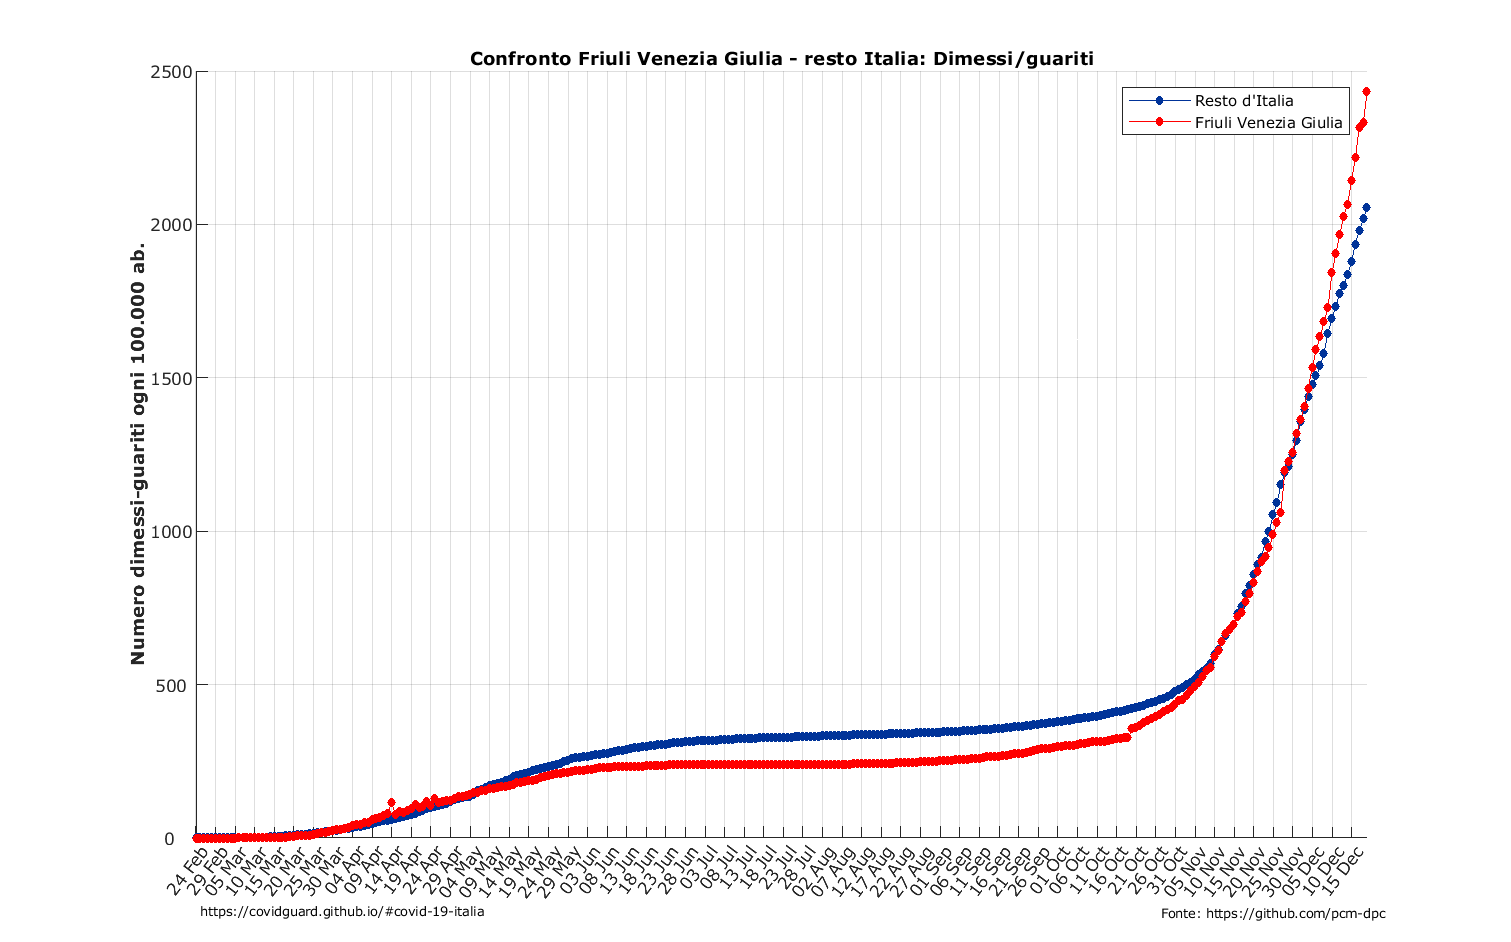 Confronto Friuli Venezia Giulia - resto Italia: Dimessi/guariti
Resto d'Italia
Friuli Venezia Giulia
Numero dimessi-guariti ogni 100.000 ab.
2500
2000
1500
1000
500
0
24 Feb
29 Feb
05 Mar
10 Mar
15 Mar
20 Mar
25 Mar
30 Mar
04 Apr
09 Apr
14 Apr
19 Apr
24 Apr
29 Apr
04 May
09 May
14 May
19 May
24 May
29 May
03 Jun
08 Jun
13 Jun
18 Jun
23 Jun
28 Jun
03 Jul
08 Jul
13 Jul
18 Jul
23 Jul
28 Jul
02 Aug
07 Aug
12 Aug
17 Aug
22 Aug
27 Aug
01 Sep
06 Sep
11 Sep
16 Sep
21 Sep
26 Sep
01 Oct
06 Oct
11 Oct
16 Oct
21 Oct
26 Oct
31 Oct
05 Nov
10 Nov
15 Nov
20 Nov
25 Nov
30 Nov
05 Dec
10 Dec
15 Dec
https://covidguard.github.io/#covid-19-italia
Fonte: https://github.com/pcm-dpc